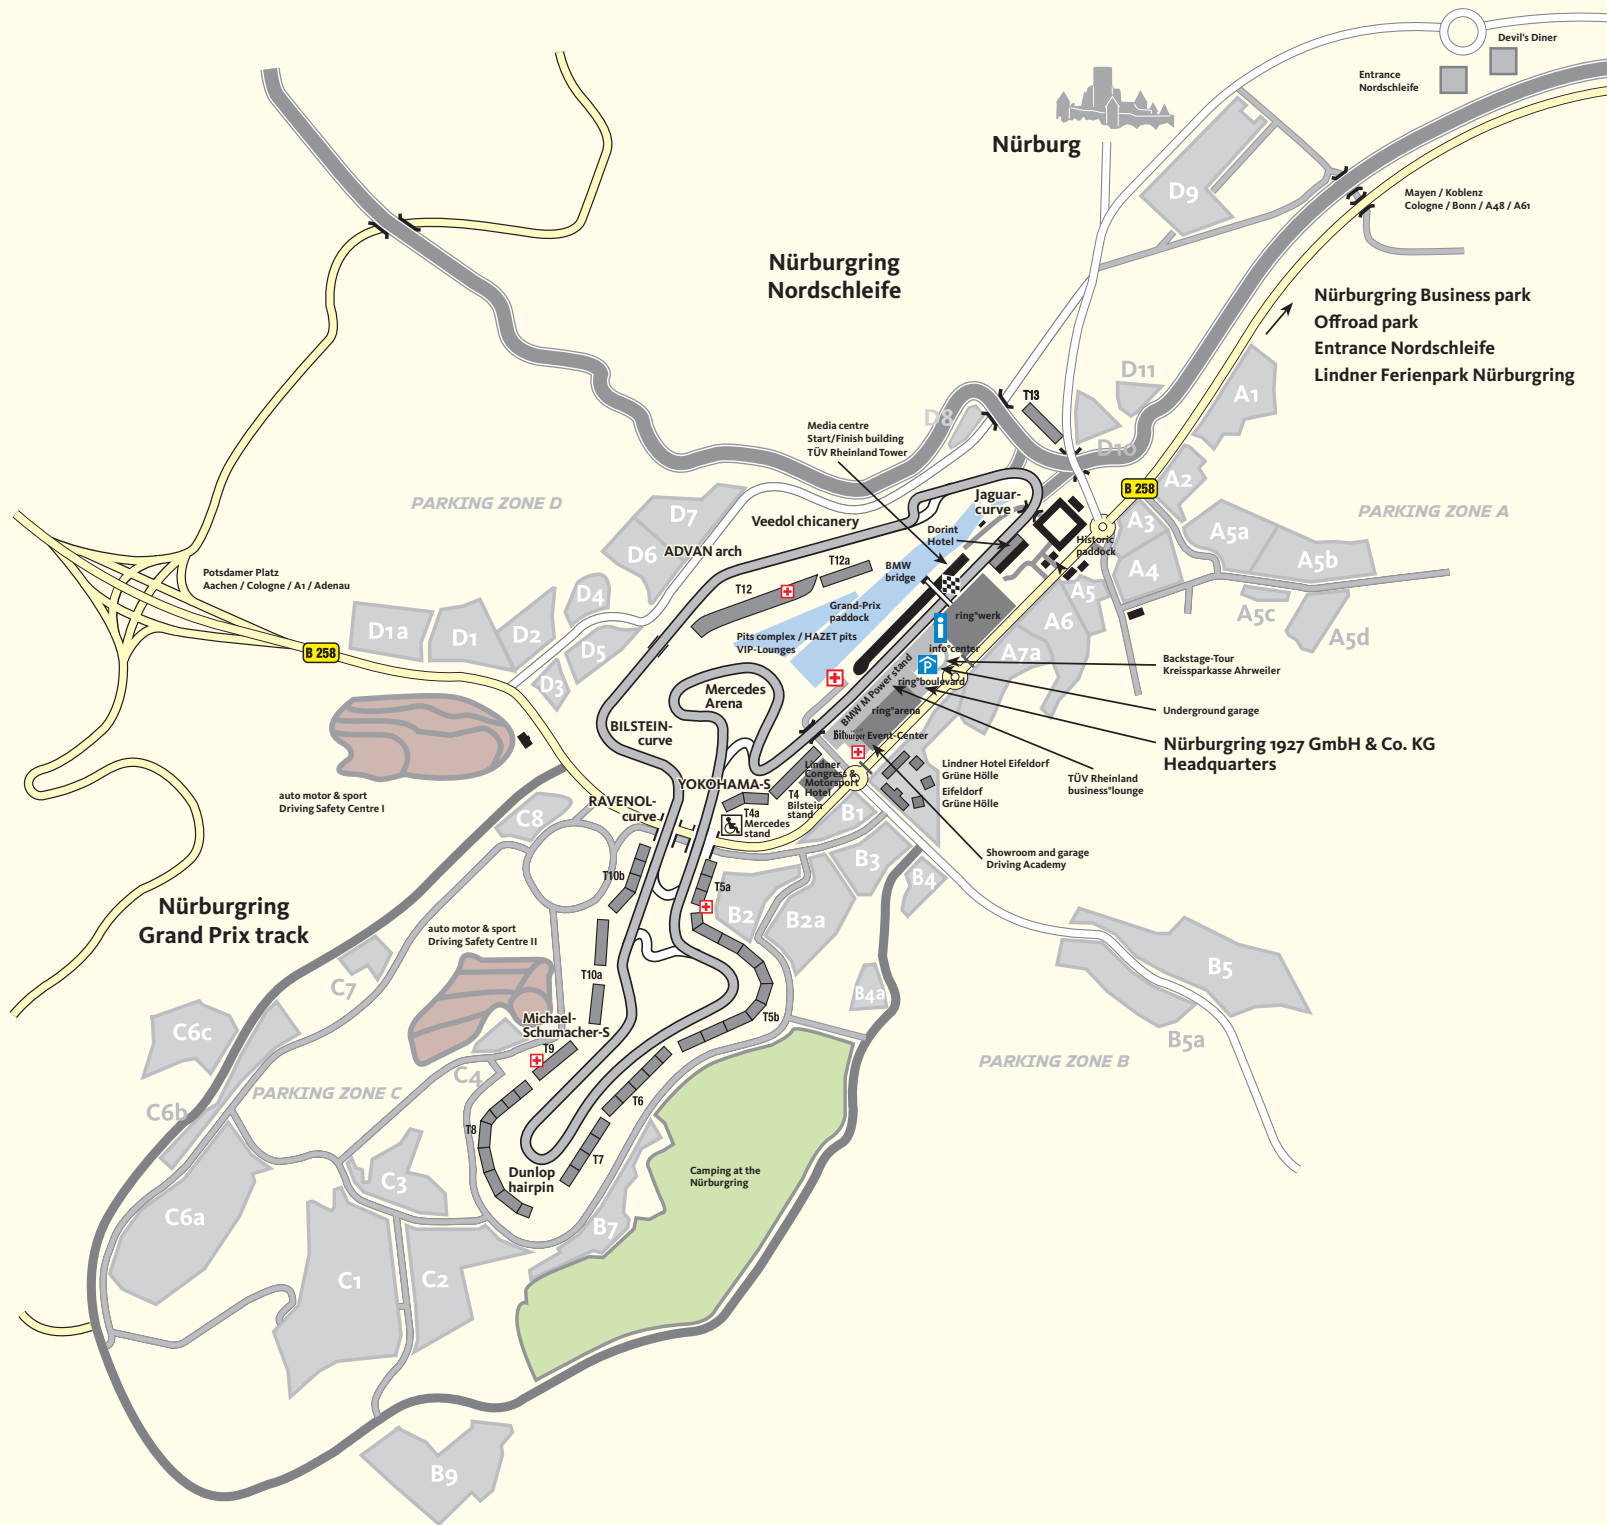 Devil's Diner
Entrance
Nordschleife
Nürburg
D9
Mayen / Koblenz
Cologne / Bonn / A48 / A61
Nürburgring
Nordschleife
Nürburgring Business park
Offroad park
Entrance Nordschleife
Lindner Ferienpark Nürburgring
D11
A1
T13
D8
D10
Media centre
Start/Finish building
TÜV Rheinland Tower
A2
B 258
PARKING ZONE D
PARKING ZONE A
Jaguar-
curve
D7
Veedol chicanery
A3
A5a
A5b
Dorint
Hotel
Historic
paddock
D6
ADVAN arch
T12a
BMW
bridge
A4
Potsdamer Platz
Aachen / Cologne / A1 / Adenau
T12
D4
A5
A5c
Grand-Prix
paddock
ring°werk
A6
D1a
D1
D2
Pits complex / HAZET pits
VIP-Lounges
A5d
B 258
D5
info°center
A7a
Backstage-Tour
Kreissparkasse Ahrweiler
D3
ring°boulevard
BMW M Power stand
Mercedes
Arena
ring°arena
Underground garage
BILSTEIN-
curve
Bitburger Event-Center
Nürburgring 1927 GmbH & Co. KG
Headquarters
Lindner
Congress &
Motorsport
Hotel
Lindner Hotel Eifeldorf
Grüne Hölle
Eifeldorf
Grüne Hölle
TÜV Rheinland
business°lounge
auto motor & sport
Driving Safety Centre I
YOKOHAMA-S
T4
Bilstein
stand
RAVENOL-
curve
T4a
Mercedes
stand
C8
B1
Showroom and garage
Driving Academy
B3
T10b
T5a
B4
Nürburgring
Grand Prix track
B2
B2a
auto motor & sport
Driving Safety Centre II
T10a
B5
C7
B4a
Michael-
Schumacher-S
T5b
C6c
B5a
T9
PARKING ZONE B
C4
PARKING ZONE C
C6b
T6
T8
T7
Dunlop
hairpin
Camping at the
Nürburgring
C3
C6a
B7
C1
C2
B9